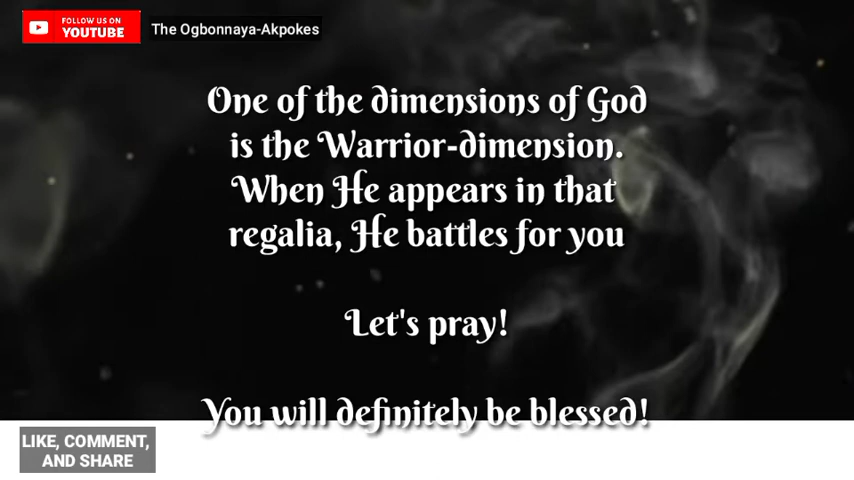 FOLLOW US ON
YOUTUBE
The Ogbonnaya-Akpokes
One of the dimensions of God
is the Warrior-dimension.
When He appears in that
regalia, He battles for you
Let's pray!
You will definitely be blessed!
LIKE, COMMENT,
AND SHARE